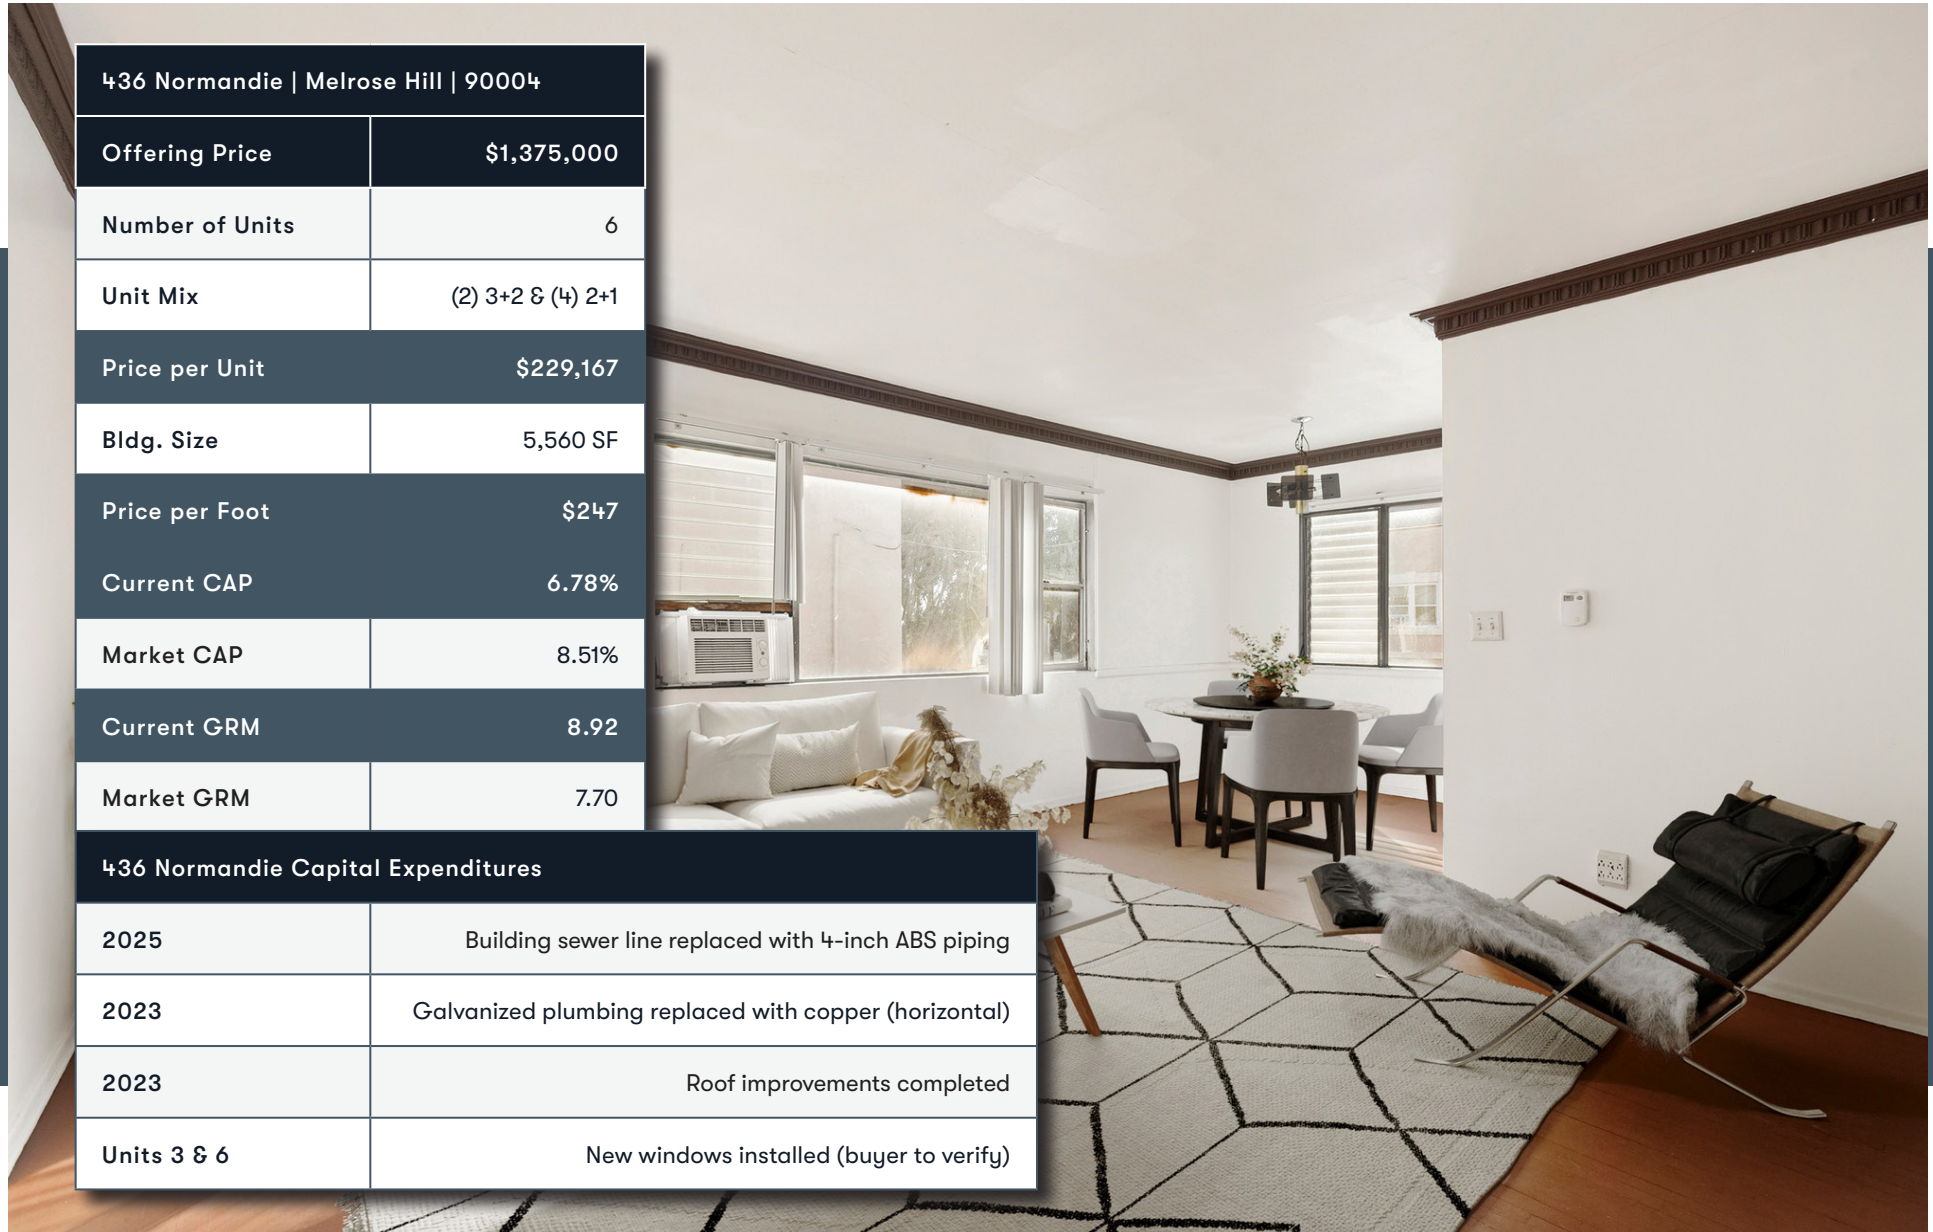 436 Normandie | Melrose Hill | 90004
Offering Price $1,375,000
Number of Units 6
Unit Mix (2) 3+2 & (4) 2+1
Price per Unit $229,167
Bldg. Size 5,560 SF
Price per Foot $247
Current CAP 6.78%
Market CAP 8.51%
Current GRM 8.92
Market GRM 7.70
436 Normandie Capital Expenditures
2025 Building sewer line replaced with 4-inch ABS piping
2023 Galvanized plumbing replaced with copper (horizontal)
2023 Roof improvements completed
Units 3 & 6 New windows installed (buyer to verify)